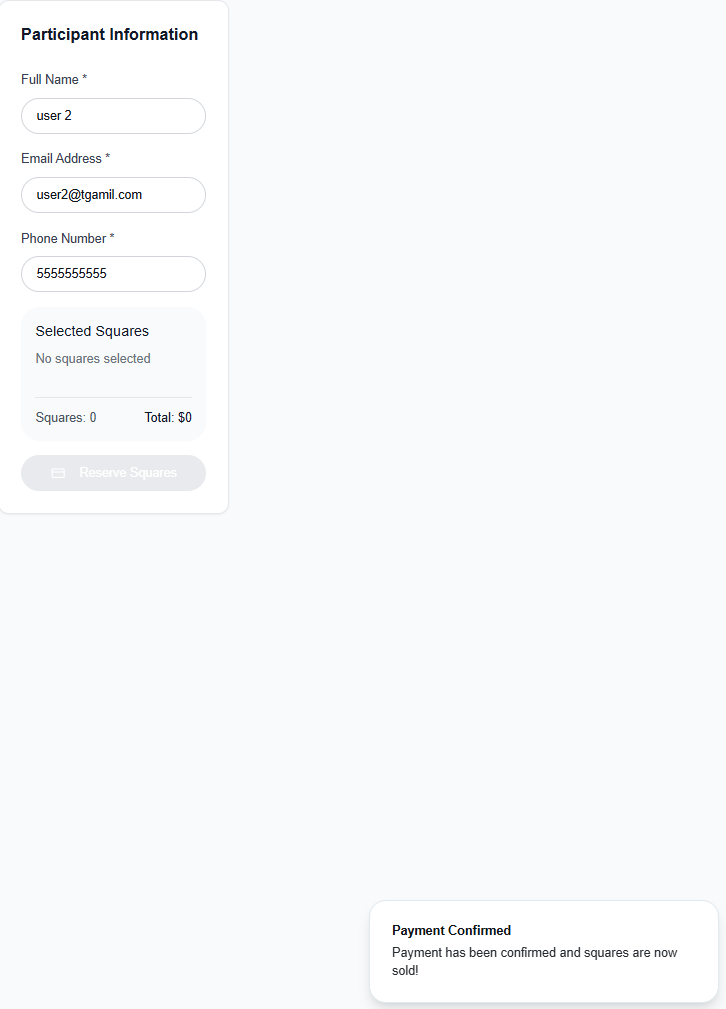 Participant Information
Full Name *
user 2
Email Address *
user2@tgamil.com
Phone Number *
5555555555
Selected Squares
No squares selected
Squares: 0 Total: $0
Reserve Squares
Payment Confirmed
Payment has been confirmed and squares are now
sold!